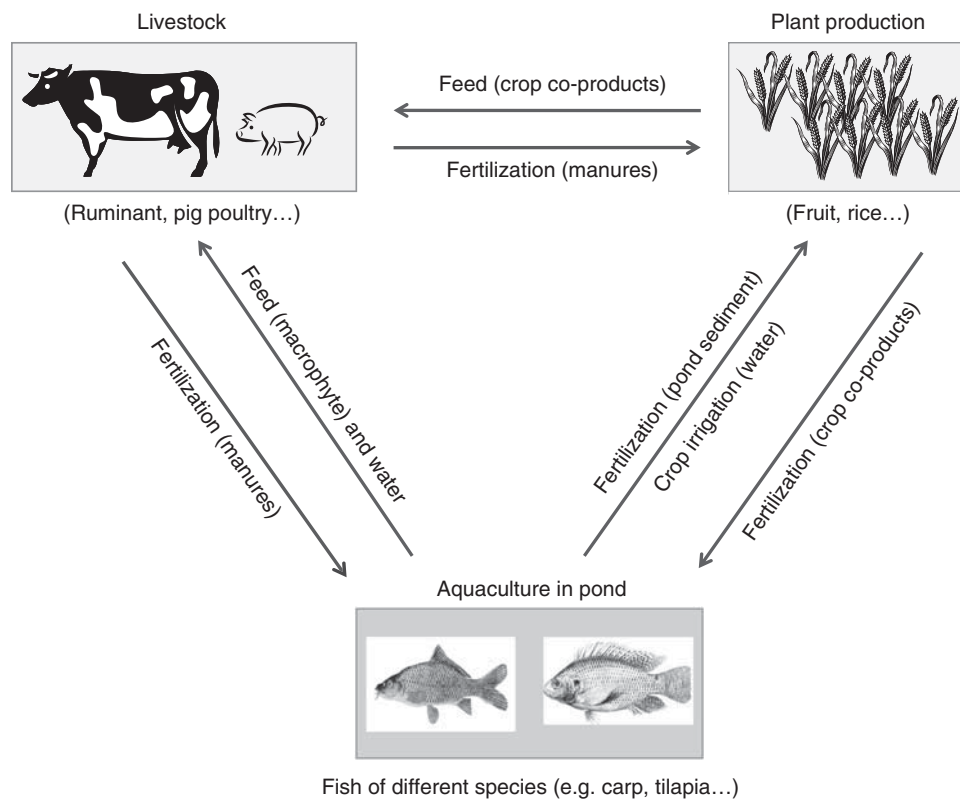 Livestock
Plant production
Feed (crop co-products)
Fertilization (manures)
(Ruminant, pig poultry…)
(Fruit, rice…)
Fertilization (manures)
Feed (macrophyte) and water
Fertilization (pond sediment)
Crop irrigation (water)
Fertilization (crop co-products)
Aquaculture in pond
Fish of different species (e.g. carp, tilapia…)